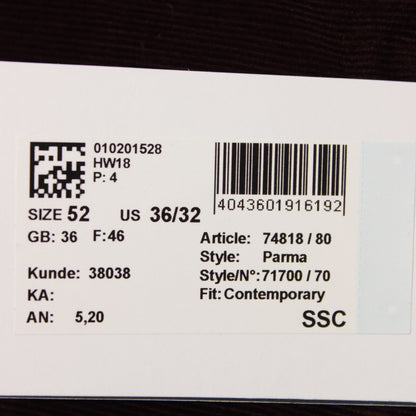 010201528
HW18
P: 4
4043601916192
SIZE 52 US 36/32
GB: 36 F:46
Article: 74818 / 80
Style: Parma
Kunde: 38038 Style/N°:71700 / 70
KA: Fit: Contemporary
AN: 5,20 SSC